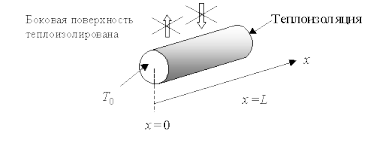 Боковая поверхность
теплоизолирована
Теплоизоляция
x
T0
x=L
x=0